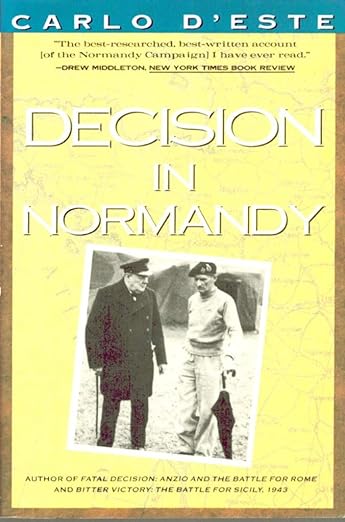 CARLO D'ESTE
"The best-researched, best-written account
[of the Normandy Campaign] I have ever read."
—DREW MIDDLETON, NEW YORK TIMES BOOK REVIEW
DECISION
IN
NORMANDY
AUTHOR OF FATAL DECISION: ANZIO AND THE BATTLE FOR ROME
AND BITTER VICTORY: THE BATTLE FOR SICILY, 1943